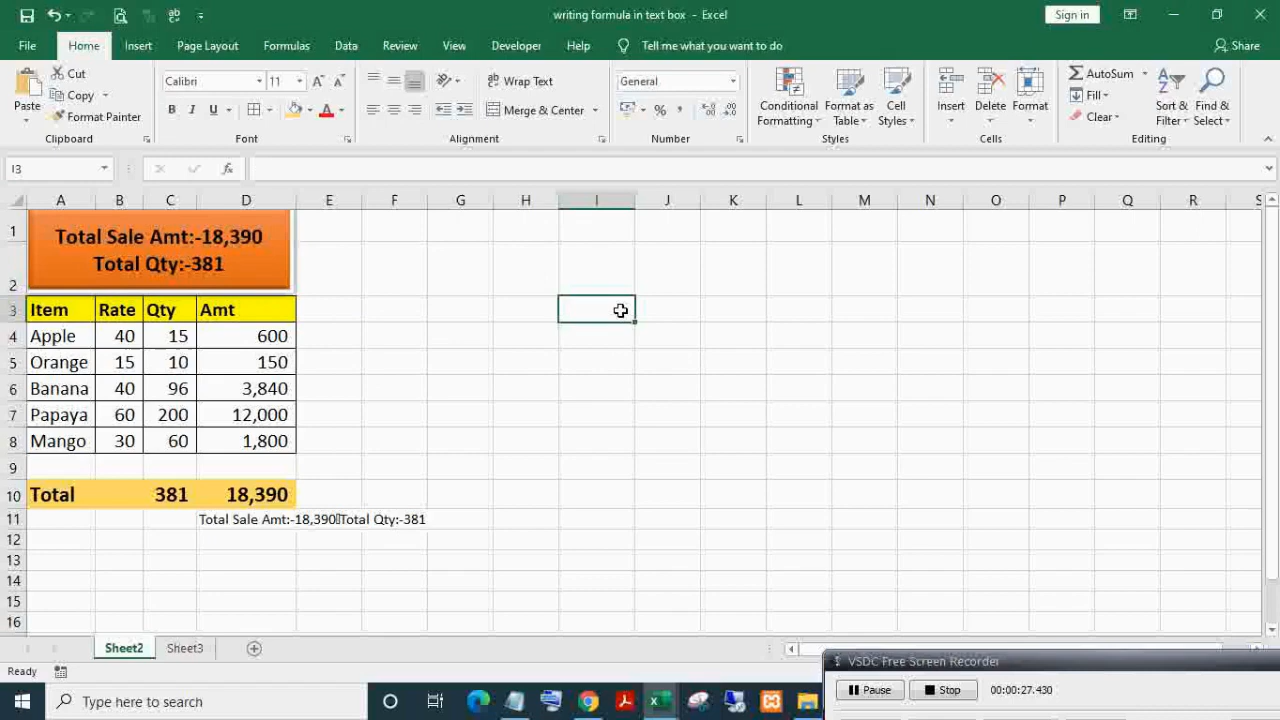 writing formula in text box - Excel
Sign in
File Home Insert Page Layout Formulas Data Review View Developer Help Tell me what you want to do Share
Paste
Cut
Copy
Format Painter
Clipboard
Calibri 11
B I U
Font
Wrap Text
Merge & Center
Alignment
General
Number
Conditional
Formatting
Format as
Table
Cell
Styles
Styles
Insert
Delete
Format
Cells
AutoSum
Fill
Clear
Sort &
Filter
Find &
Select
Editing
I3 fx
A B C D E F G H I J K L M N O P Q R S
1
Total Sale Amt:-18,390
Total Qty:-381
2
3 Item Rate Qty Amt
4 Apple 40 15 600
5 Orange 15 10 150
6 Banana 40 96 3,840
7 Papaya 60 200 12,000
8 Mango 30 60 1,800
9
10 Total 381 18,390
11 Total Sale Amt:-18,390Total Qty:-381
12
13
14
15
16
Sheet2 Sheet3
Ready
VSDC Free Screen Recorder
Pause Stop 00:00:27.430
Type here to search